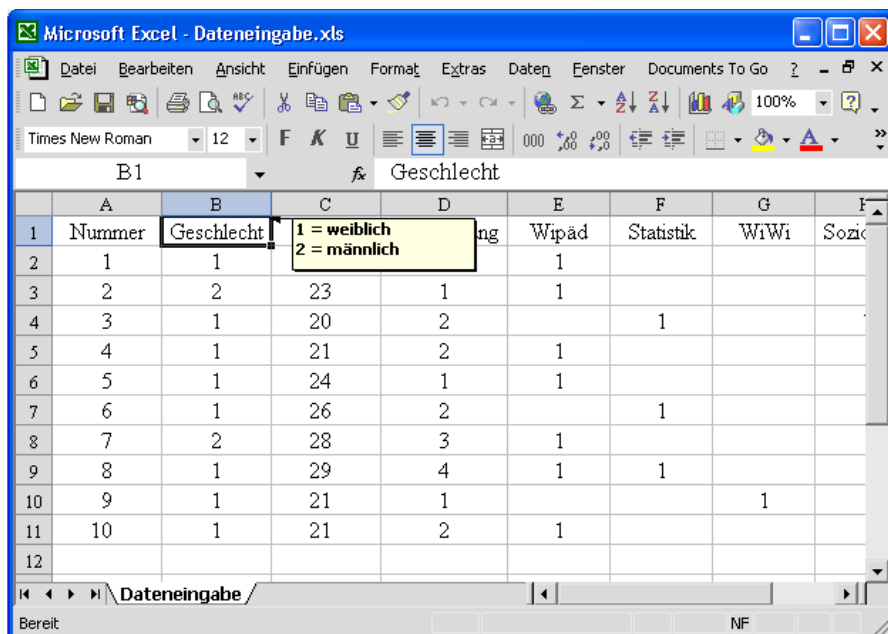 Microsoft Excel - Dateneingabe.xls
Datei Bearbeiten Ansicht Einfügen Format Extras Daten Fenster Documents To Go ?
100%
Times New Roman 12 F K U 000
B1 fx Geschlecht
A B C D E F G
1 Nummer Geschlecht ng Wipäd Statistik WiWi Sozio
1 = weiblich
2 = männlich
2 1 1 1
3 2 2 23 1 1
4 3 1 20 2 1
5 4 1 21 2 1
6 5 1 24 1 1
7 6 1 26 2 1
8 7 2 28 3 1
9 8 1 29 4 1 1
10 9 1 21 1 1
11 10 1 21 2 1
12
Dateneingabe
Bereit NF